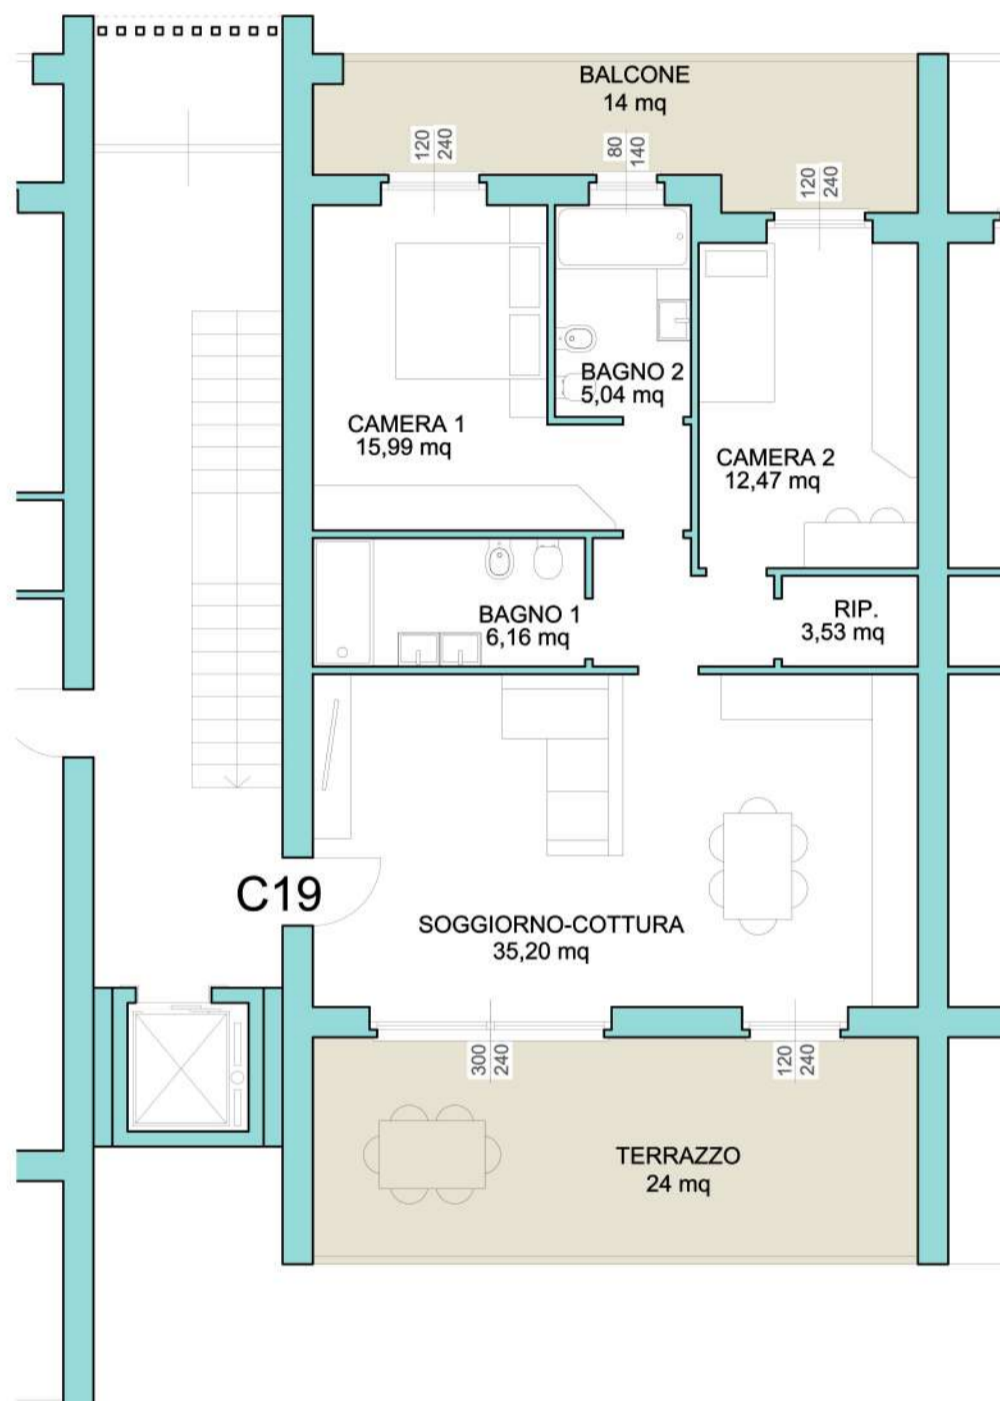 BALCONE
14 mq
120
240
80
140
120
240
BAGNO 2
5,04 mq
CAMERA 1
15,99 mq
CAMERA 2
12,47 mq
BAGNO 1
6,16 mq
RIP.
3,53 mq
C19
SOGGIORNO-COTTURA
35,20 mq
300
240
120
240
TERRAZZO
24 mq